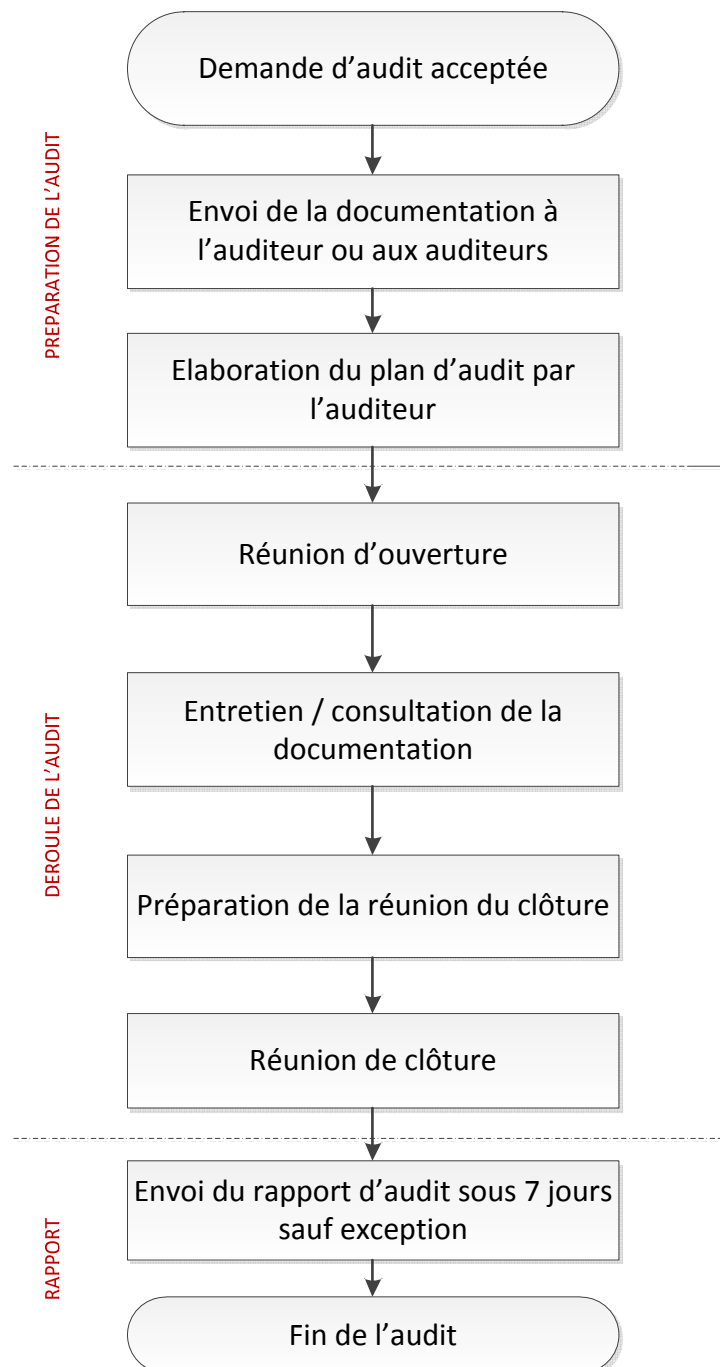 PREPARATION DE L'AUDIT
Demande d'audit acceptée
Envoi de la documentation à
l'auditeur ou aux auditeurs
Elaboration du plan d'audit par
l'auditeur
DEROULE DE L'AUDIT
Réunion d'ouverture
Entretien / consultation de la
documentation
Préparation de la réunion du clôture
Réunion de clôture
RAPPORT
Envoi du rapport d'audit sous 7 jours
sauf exception
Fin de l'audit